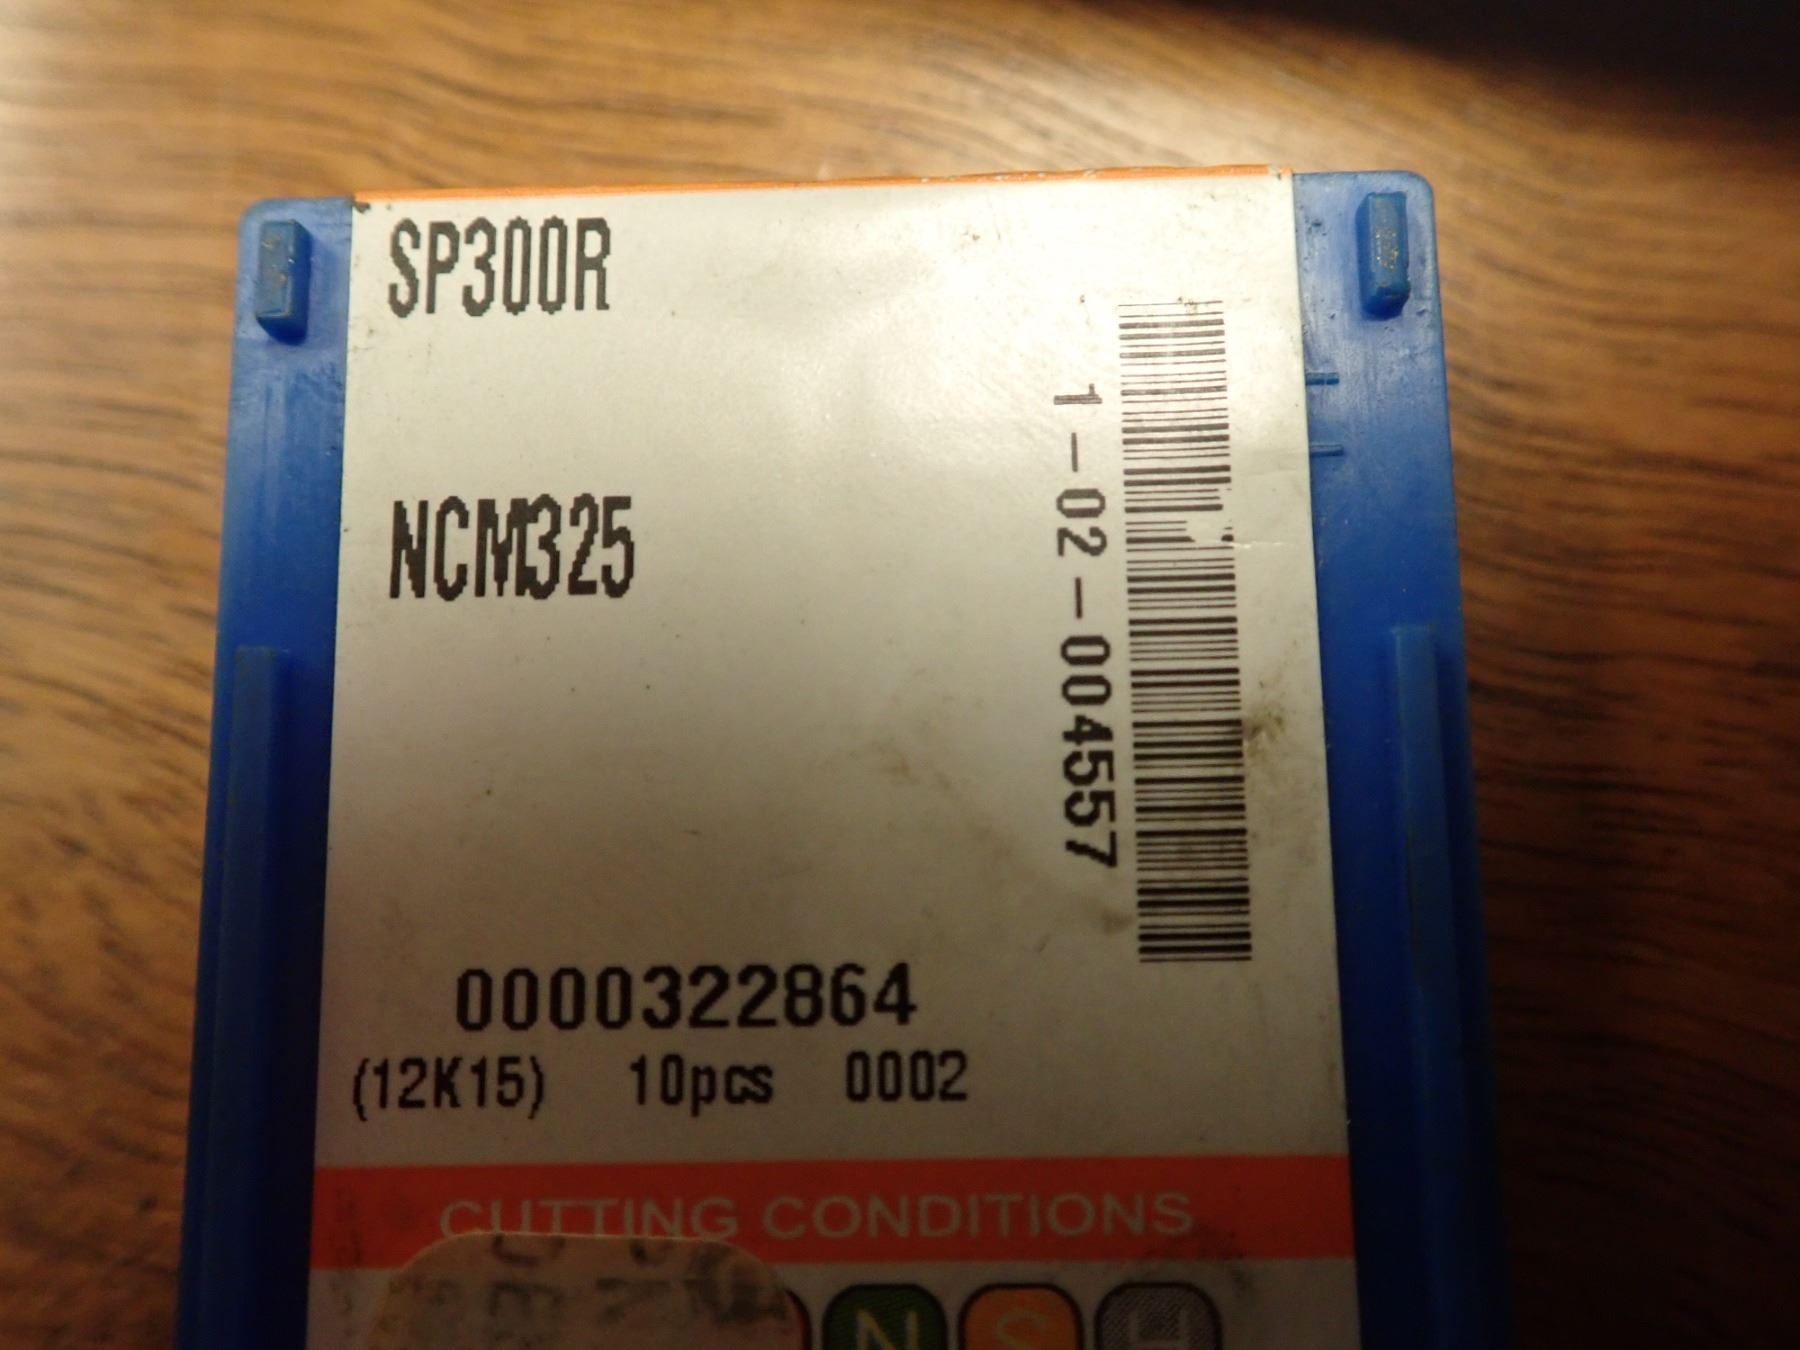 SP300R
NCM325
1-02-004557
0000322864
(12K15) 10pcs 0002
CUTTING CONDITIONS
N S H